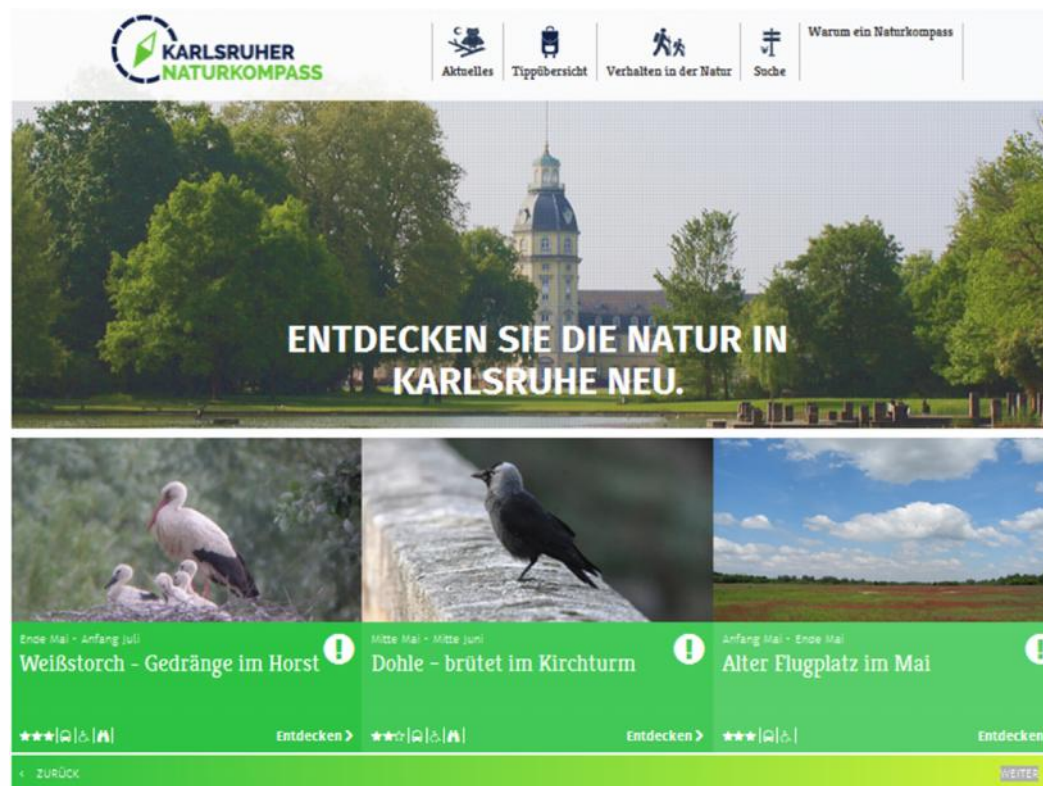 KARLSRUHER
NATURKOMPASS
Aktuelles
Tippübersicht
Verhalten in der Natur
Suche
Warum ein Naturkompass
ENTDECKEN SIE DIE NATUR IN
KARLSRUHE NEU.
Ende Mai - Anfang Juli
Weißstorch - Gedränge im Horst
Entdecken
Mitte Mai - Mitte Juni
Dohle - brütet im Kirchturm
Entdecken
Anfang Mai - Ende Mai
Alter Flugplatz im Mai
Entdecken
< ZURÜCK
WEITER